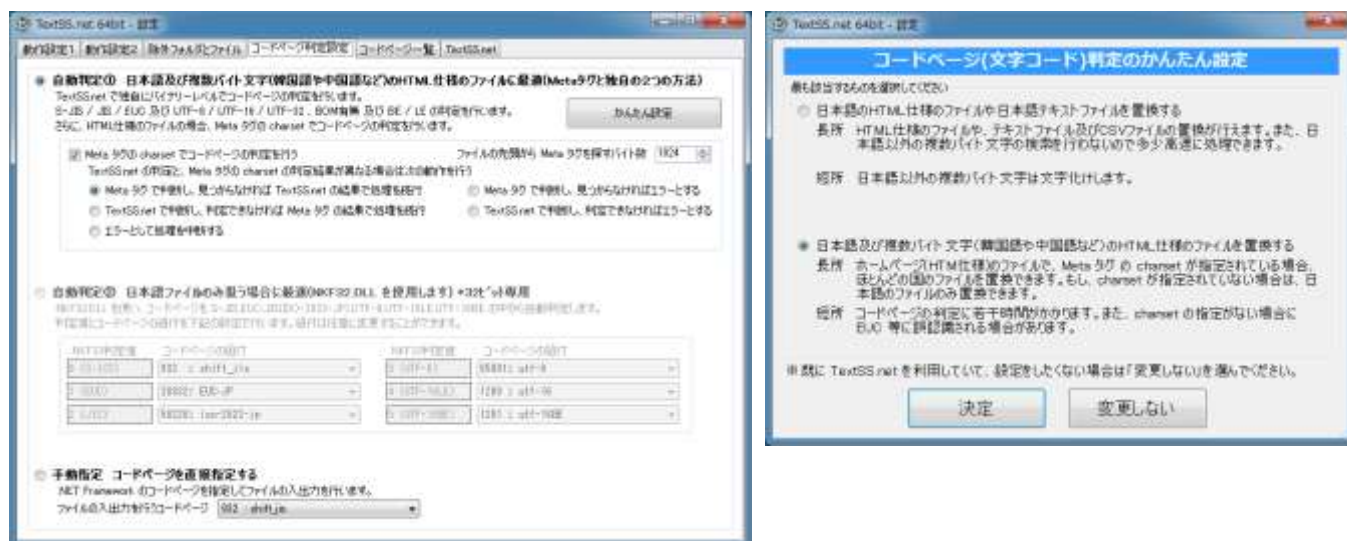 TextSS.net 64bit - 設定
動作設定1 動作設定2 除外フォルダとファイル コードページ判定設定 コードページ一覧 TextSS.net
自動判定① 日本語及び複数バイト文字(韓国語や中国語など)のHTML仕様のファイルに最適(Metaタグと独自の2つの方法)
TextSS.net で独自にバイナリーレベルでコードページの判定を行います。
S-JIS / JIS / EUC 及び UTF-8 / UTF-16 / UTF-32 、BOM有無 及び BE / LE の判定を行います。
さらに、HTML仕様のファイルの場合、Meta タグの charset でコードページの判定を行います。
かんたん設定
Meta タグの charset でコードページの判定を行う
ファイルの先頭から Meta タグを探すバイト数 1024
TextSS.net の判定と、Meta タグの charset の判定結果が異なる場合は次の動作を行う
Meta タグ で判断し、見つからなければ TextSS.net の結果で処理を続行
Meta タグ で判断し、見つからなければエラーとする
TextSS.net で判断し、判定できなければ Meta タグ の結果で処理を続行
TextSS.net で判断し、判定できなければエラーとする
エラーとして処理を中断する
自動判定② 日本語ファイルのみ扱う場合に最適(NKF32.DLL を使用します) *32ビット専用
コードページの紐付
932 : shift_jis
手動指定 コードページを直接指定する
.NET Framework のコードページを指定してファイルの入出力を行います。
ファイルの入出力を行うコードページ 932 : shift_jis
TextSS.net 64bit - 設定
コードページ(文字コード)判定のかんたん設定
最も該当するものを選択してください
日本語のHTML仕様のファイルや日本語テキストファイルを置換する
長所 HTML仕様のファイルや、テキストファイル及びCSVファイルの置換が行えます。また、日
本語以外の複数バイト文字の検索を行わないので多少高速に処理できます。
短所 日本語以外の複数バイト文字は文字化けします。
日本語及び複数バイト文字(韓国語や中国語など)のHTML仕様のファイルを置換する
長所 ホームページ(HTML仕様)のファイルで、Meta タグ の charset が指定されている場合、
ほとんどの国のファイルを置換できます。もし、charset が指定されていない場合は、日
本語のファイルのみ置換できます。
短所 コードページの判定に若干時間がかかります。また、charset の指定がない場合に
EUC 等に誤認識される場合があります。
※既に TextSS.net を利用していて、設定をしたくない場合は「変更しない」を選んでください。
決定 変更しない